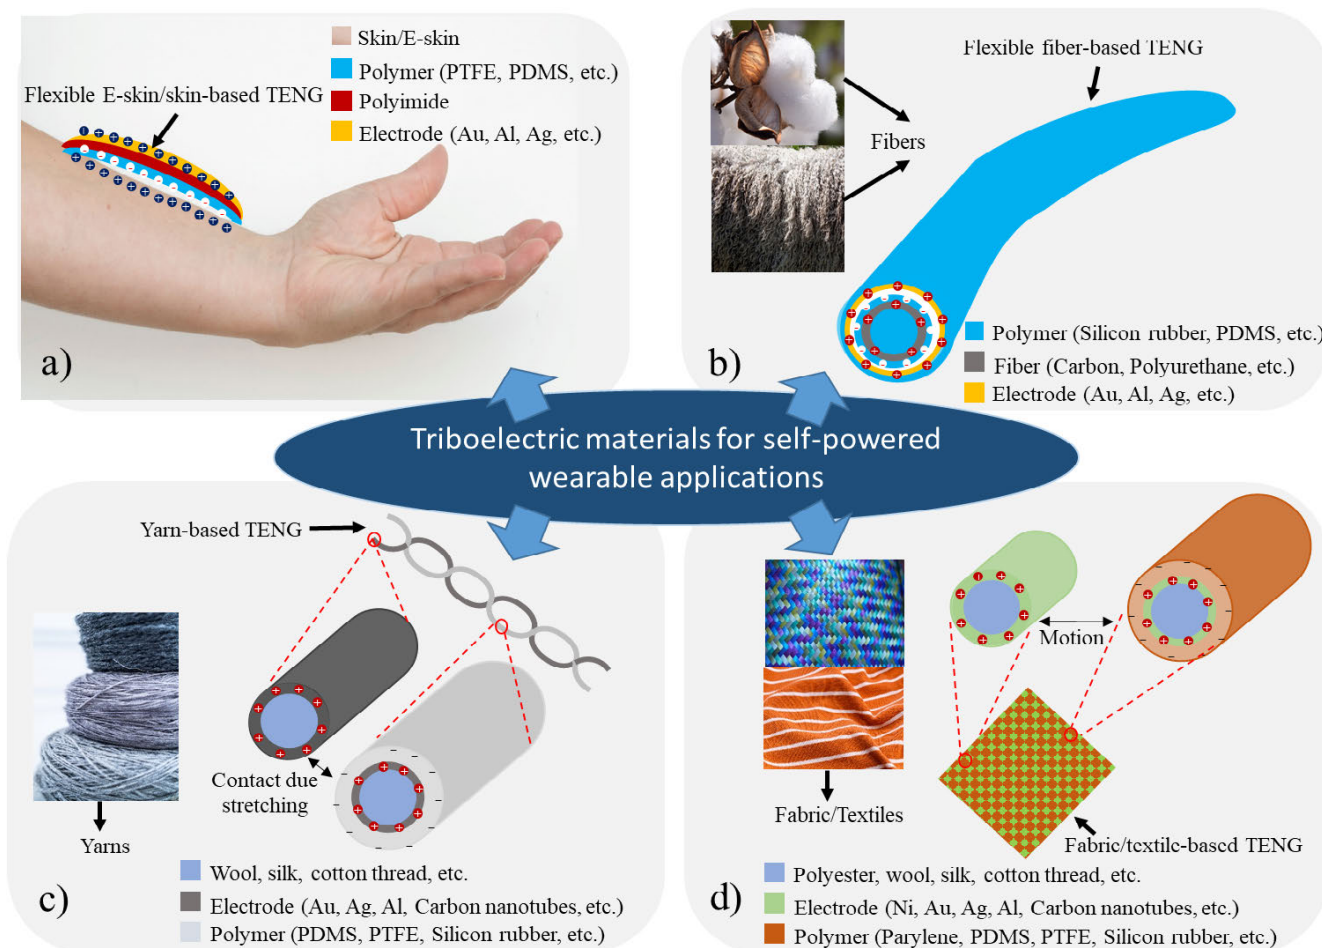 Skin/E-skin
Polymer (PTFE, PDMS, etc.)
Polyimide
Electrode (Au, Al, Ag, etc.)
Flexible E-skin/skin-based TENG
a)
Flexible fiber-based TENG
Fibers
Polymer (Silicon rubber, PDMS, etc.)
Fiber (Carbon, Polyurethane, etc.)
Electrode (Au, Al, Ag, etc.)
b)
Triboelectric materials for self-powered
wearable applications
Yarn-based TENG
Contact due
stretching
Yarns
Wool, silk, cotton thread, etc.
Electrode (Au, Ag, Al, Carbon nanotubes, etc.)
Polymer (PDMS, PTFE, Silicon rubber, etc.)
c)
Motion
Fabric/Textiles
Fabric/textile-based TENG
Polyester, wool, silk, cotton thread, etc.
Electrode (Ni, Au, Ag, Al, Carbon nanotubes, etc.)
Polymer (Parylene, PDMS, PTFE, Silicon rubber, etc.)
d)